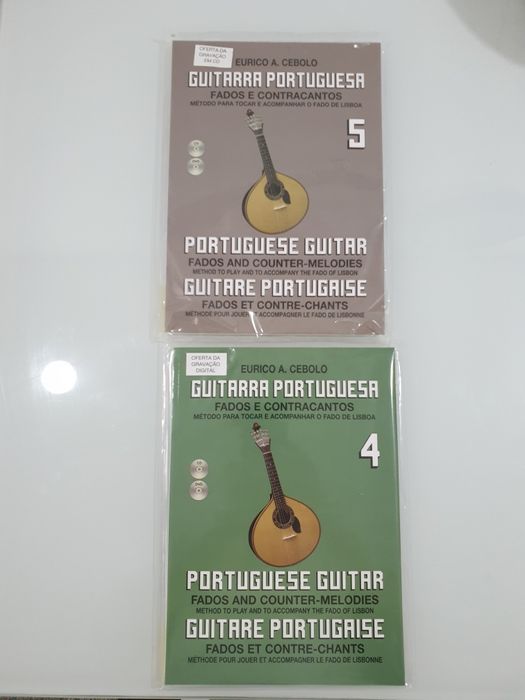 OFERTA DA
GRAVAÇÃO
EM CD
EURICO A. CEBOLO
GUITARRA PORTUGUESA
FADOS E CONTRACANTOS
MÉTODO PARA TOCAR E ACOMPANHAR O FADO DE LISBOA
5
CD
DVD
PORTUGUESE GUITAR
FADOS AND COUNTER-MELODIES
METHOD TO PLAY AND TO ACCOMPANY THE FADO OF LISBON
GUITARE PORTUGAISE
FADOS ET CONTRE-CHANTS
MÉTHODE POUR JOUER ET ACCOMPAGNER LE FADO DE LISBONNE
OFERTA DA
GRAVAÇÃO
DIGITAL
EURICO A. CEBOLO
GUITARRA PORTUGUESA
FADOS E CONTRACANTOS
MÉTODO PARA TOCAR E ACOMPANHAR O FADO DE LISBOA
4
CD
DVD
PORTUGUESE GUITAR
FADOS AND COUNTER-MELODIES
METHOD TO PLAY AND TO ACCOMPANY THE FADO OF LISBON
GUITARE PORTUGAISE
FADOS ET CONTRE-CHANTS
MÉTHODE POUR JOUER ET ACCOMPAGNER LE FADO DE LISBONNE